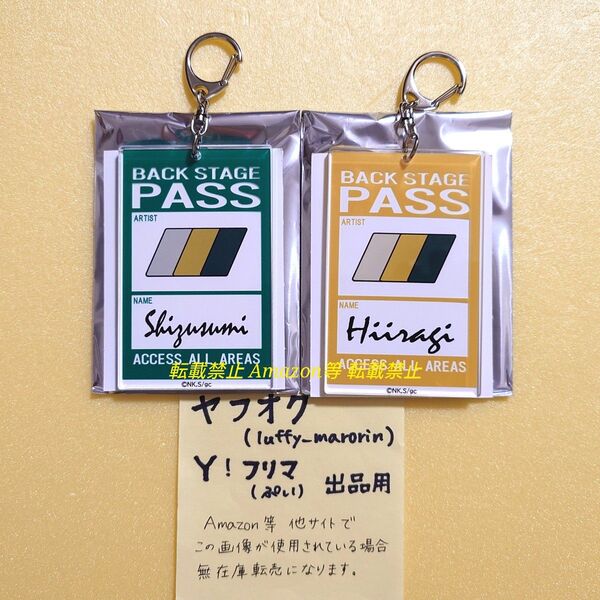 BACK STAGE
PASS
ARTIST
NAME
Shizusumi
ACCESS ALL AREAS
©NK,S/gc
BACK STAGE
PASS
ARTIST
NAME
Hiiragi
ACCESS ALL AREAS
©NK,S/gc
転載禁止 Amazon等 転載禁止
ヤフオク
(luffy_marorin)
Y!フリマ
(ぷぃ) 出品用
Amazon等 他サイトで
この画像が使用されている場合
無在庫転売になります。